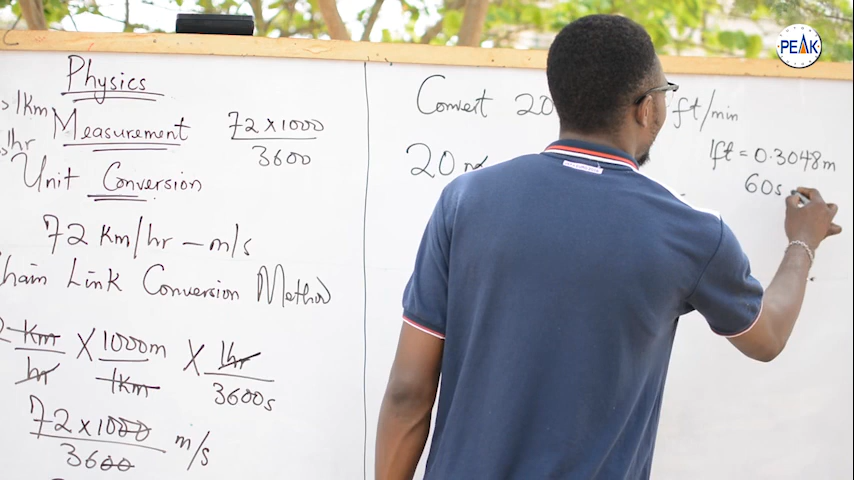 Physics
1km
1hr
Measurement
72 x 1000
3600
Unit Conversion
72 Km/hr - m/s
Chain Link Conversion Method
km x 1000m x 1hr
hr 1km 3600s
72 x 1000 m/s
3600
Convert 20 ft/min
20
1ft = 0.3048m
60s
PEAK